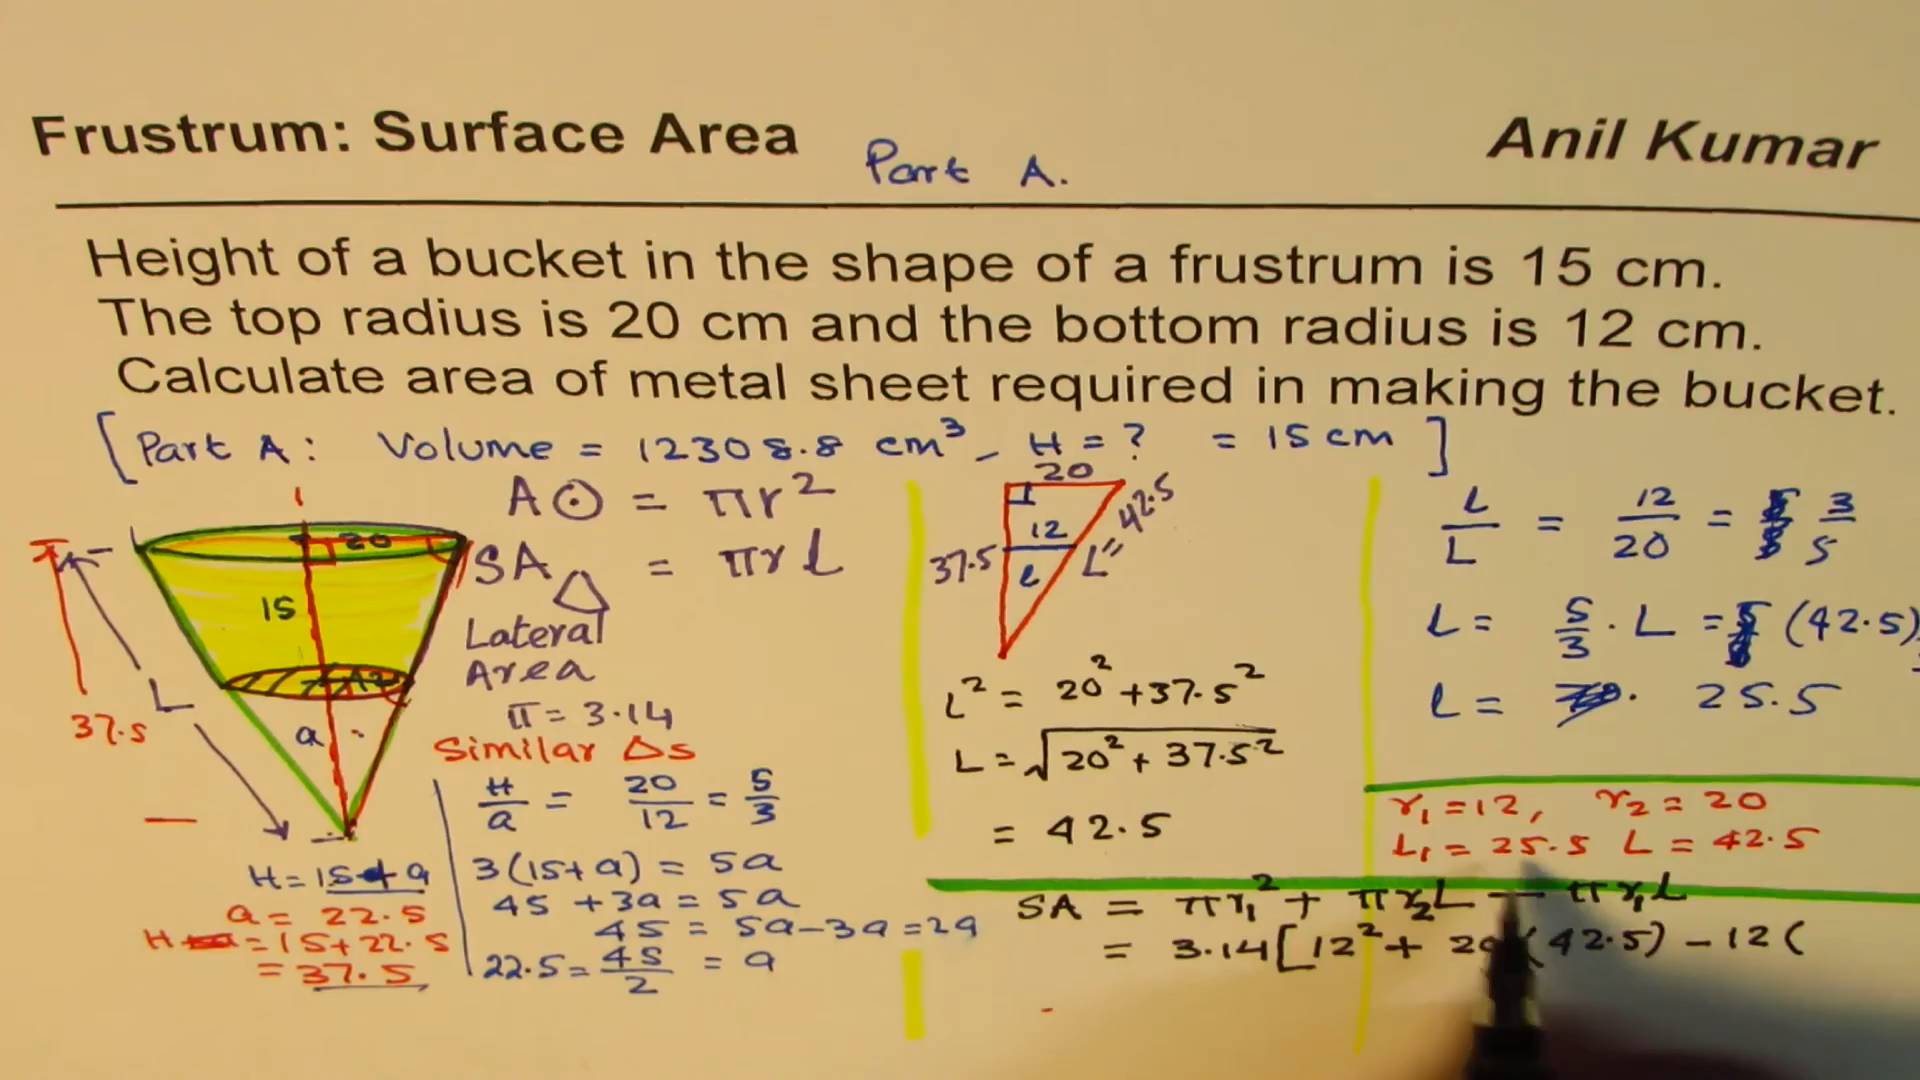 Frustrum: Surface Area
Part A.
Anil Kumar
Height of a bucket in the shape of a frustrum is 15 cm.
The top radius is 20 cm and the bottom radius is 12 cm.
Calculate area of metal sheet required in making the bucket.
[Part A: Volume = 12308.8 cm³, H = ? = 15 cm]
20
15
12
a
L
37.5
H = 15 + a
a = 22.5
H = 15 + 22.5
= 37.5
A⊙ = πr²
SA△ = πrl
Lateral
Area
π = 3.14
Similar Δs
H/a = 20/12 = 5/3
3(15+a) = 5a
45 + 3a = 5a
45 = 5a - 3a = 2a
22.5 = 45/2 = a
20
12
37.5
l
L
42.5
L² = 20² + 37.5²
L = √20² + 37.5²
= 42.5
l/L = 12/20 = 3/5
l = 3/5 · L = (42.5)
l = 25.5
r₁ = 12, r₂ = 20
L₁ = 25.5 L = 42.5
SA = πr₁² + πr₂L - πr₁l
= 3.14[12² + 20(42.5) - 12(